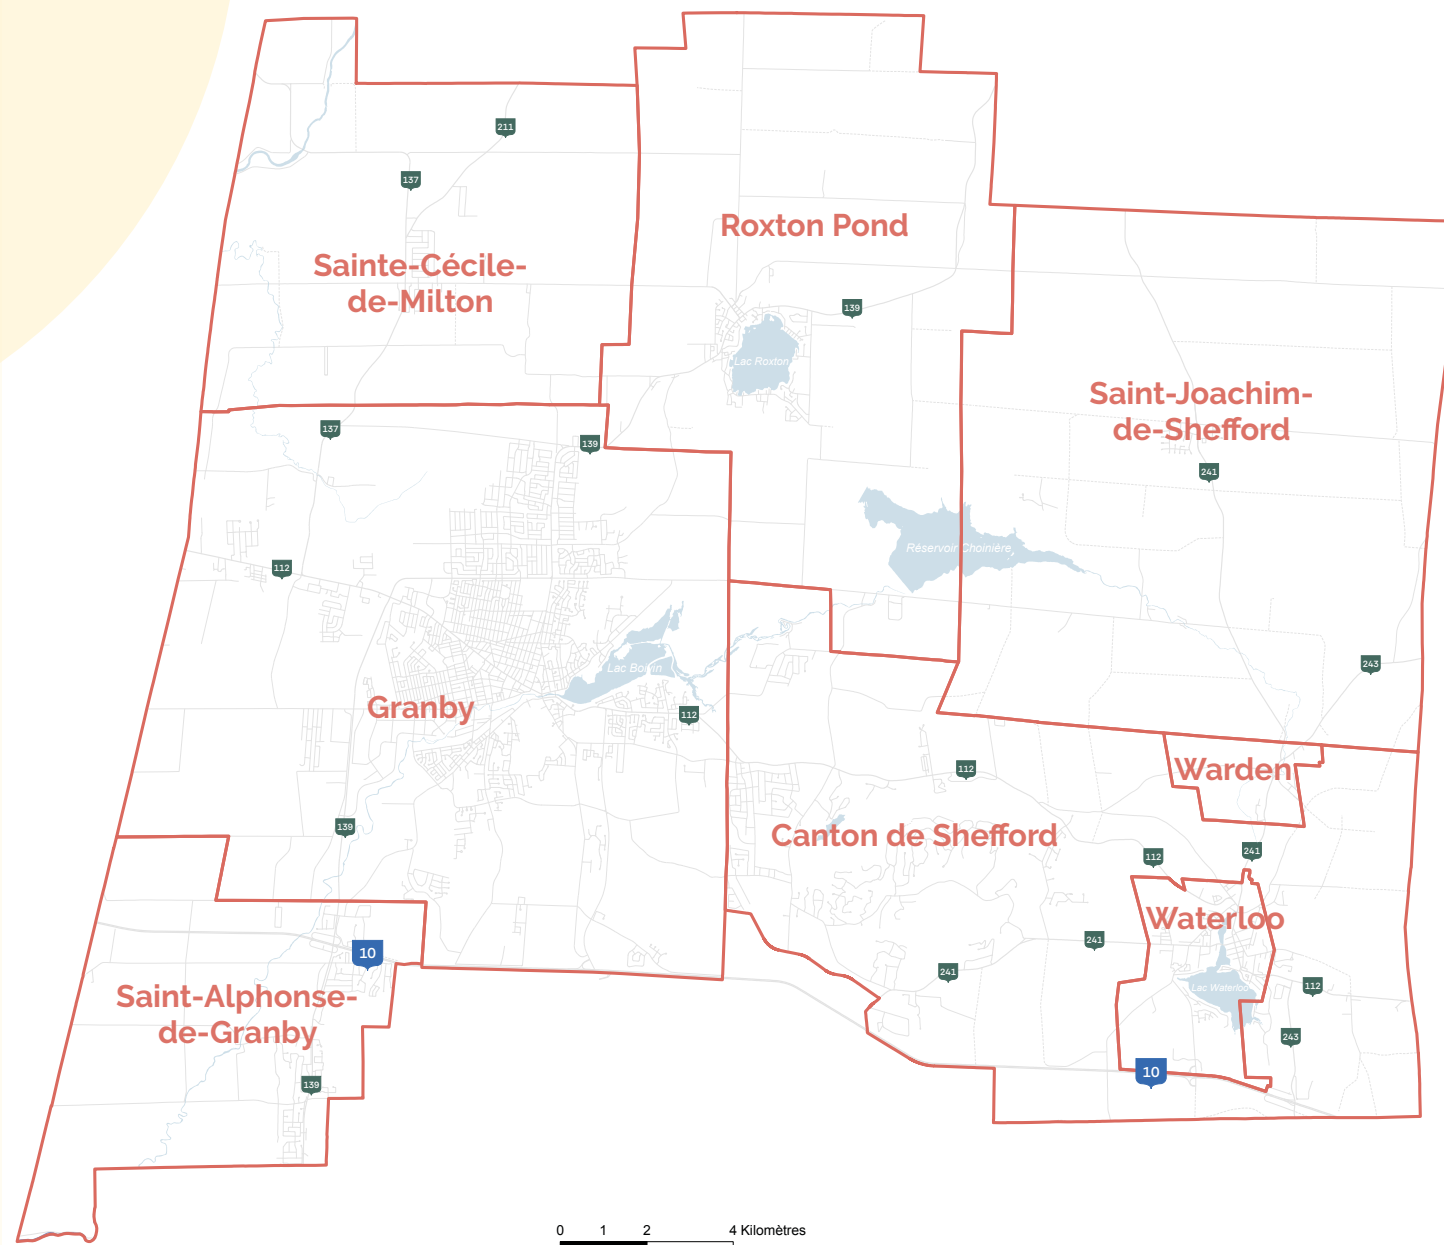 211
137
Roxton Pond
Sainte-Cécile-
de-Milton
139
Lac Roxton
Saint-Joachim-
de-Shefford
137
139
241
112
Réservoir Choinière
Lac Boivin
243
Granby
112
112
Warden
139
Canton de Shefford
241
112
Waterloo
241
10
241
112
Lac Waterloo
Saint-Alphonse-
de-Granby
243
10
139
0 1 2 4 Kilomètres